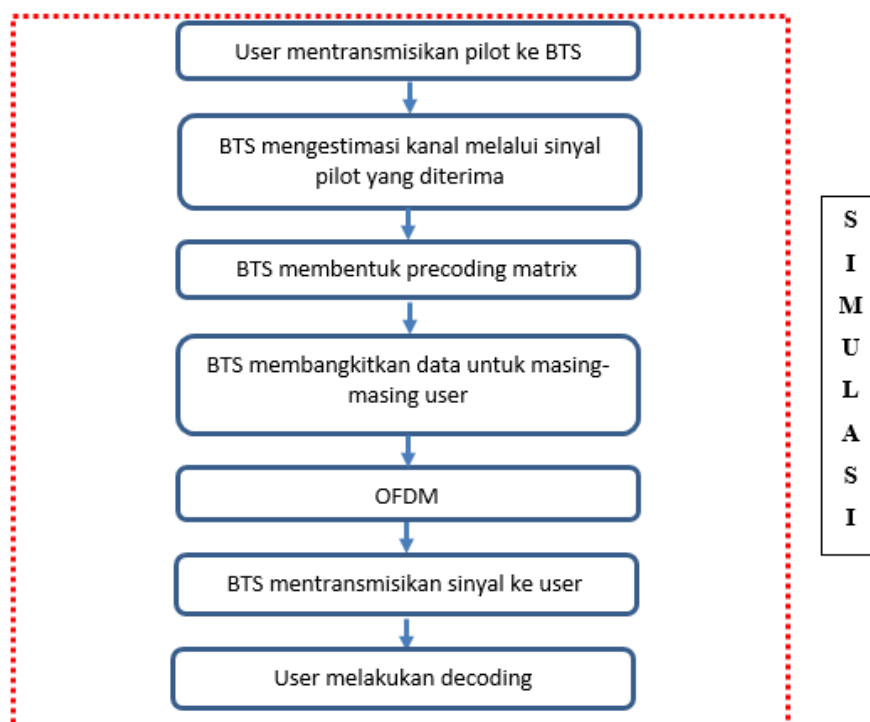 User mentransmisikan pilot ke BTS
BTS mengestimasi kanal melalui sinyal
pilot yang diterima
BTS membentuk precoding matrix
BTS membangkitkan data untuk masing-
masing user
OFDM
BTS mentransmisikan sinyal ke user
User melakukan decoding
S
I
M
U
L
A
S
I